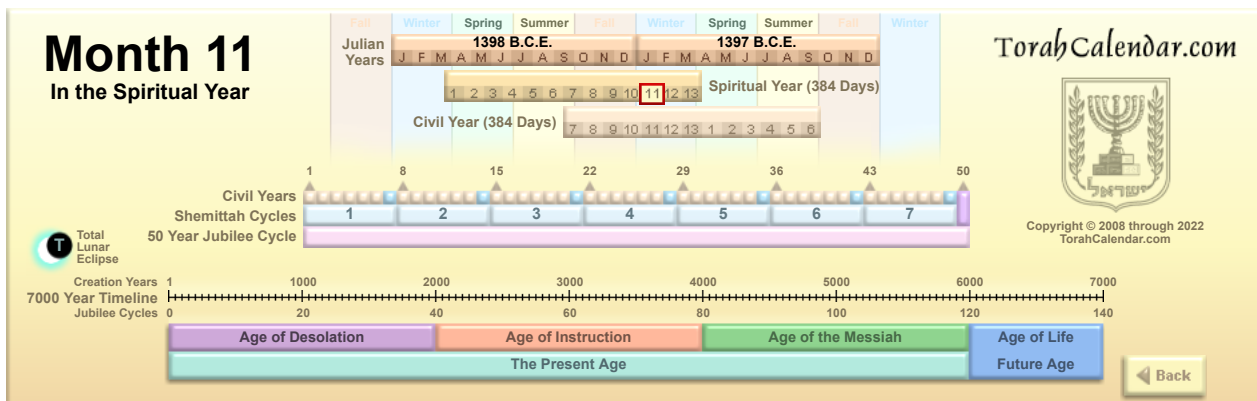 Month 11
In the Spiritual Year
Fall Winter Spring Summer Fall Winter Spring Summer Fall Winter
Julian Years
1398 B.C.E. 1397 B.C.E.
J F M A M J J A S O N D J F M A M J J A S O N D
1 2 3 4 5 6 7 8 9 10 11 12 13
Spiritual Year (384 Days)
Civil Year (384 Days)
7 8 9 10 11 12 13 1 2 3 4 5 6
TorahCalendar.com
ישראל
Copyright © 2008 through 2022
TorahCalendar.com
1 8 15 22 29 36 43 50
Civil Years
Shemittah Cycles
1 2 3 4 5 6 7
50 Year Jubilee Cycle
T
Total
Lunar
Eclipse
Creation Years 1 1000 2000 3000 4000 5000 6000 7000
7000 Year Timeline
Jubilee Cycles 0 20 40 60 80 100 120 140
Age of Desolation Age of Instruction Age of the Messiah Age of Life
The Present Age Future Age
Back